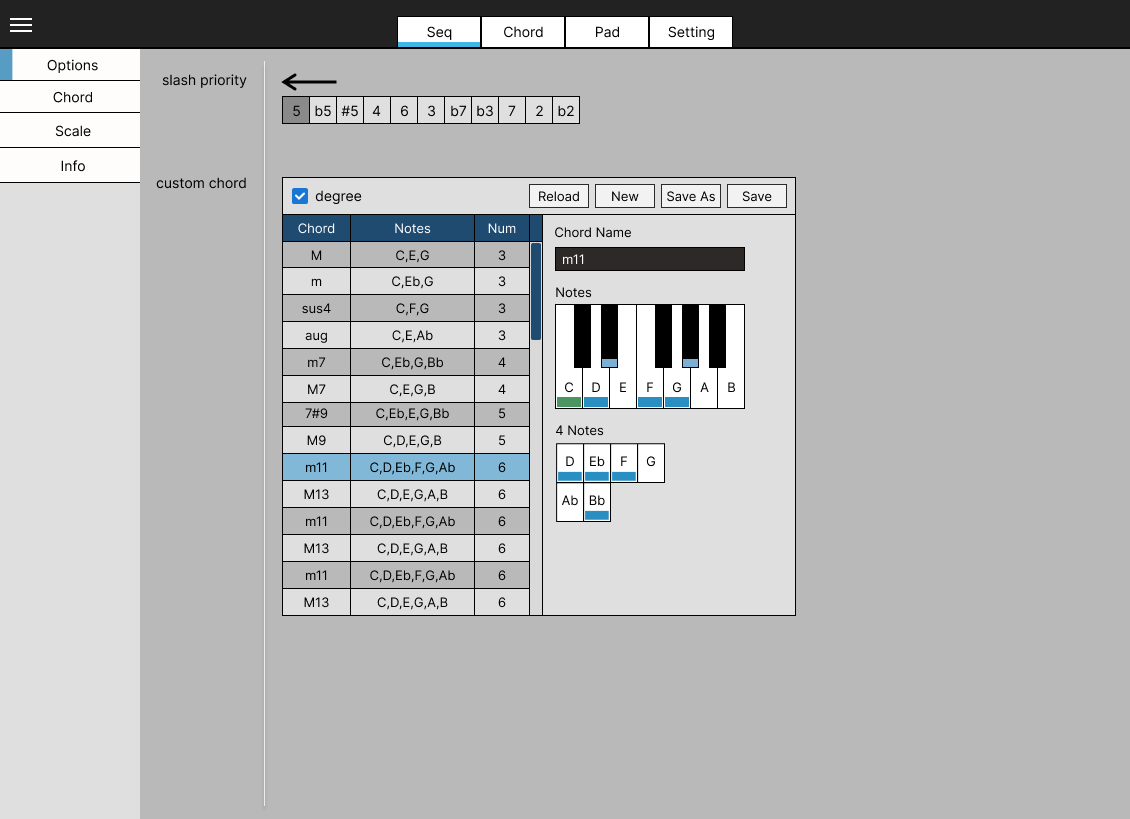 Seq Chord Pad Setting
Options
Chord
Scale
Info
slash priority
5 b5 #5 4 6 3 b7 b3 7 2 b2
custom chord
degree Reload New Save As Save
Chord Notes Num
M C,E,G 3
m C,Eb,G 3
sus4 C,F,G 3
aug C,E,Ab 3
m7 C,Eb,G,Bb 4
M7 C,E,G,B 4
7#9 C,Eb,E,G,Bb 5
M9 C,D,E,G,B 5
m11 C,D,Eb,F,G,Ab 6
M13 C,D,E,G,A,B 6
m11 C,D,Eb,F,G,Ab 6
M13 C,D,E,G,A,B 6
m11 C,D,Eb,F,G,Ab 6
M13 C,D,E,G,A,B 6
Chord Name
m11
Notes
C D E F G A B
4 Notes
D Eb F G
Ab Bb